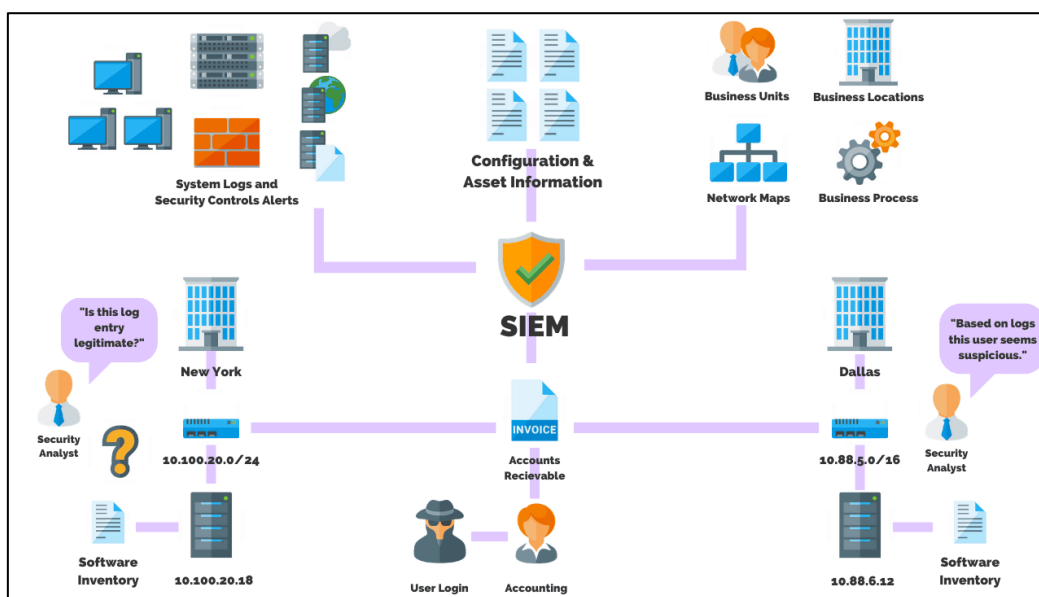 System Logs and
Security Controls Alerts
Configuration &
Asset Information
Business Units
Business Locations
Network Maps
Business Process
SIEM
"Is this log
entry
legitimate?"
New York
Security
Analyst
10.100.20.0/24
Software
Inventory
10.100.20.18
INVOICE
Accounts
Recievable
User Login
Accounting
Dallas
"Based on logs
this user seems
suspicious."
10.88.5.0/16
Security
Analyst
10.88.6.12
Software
Inventory